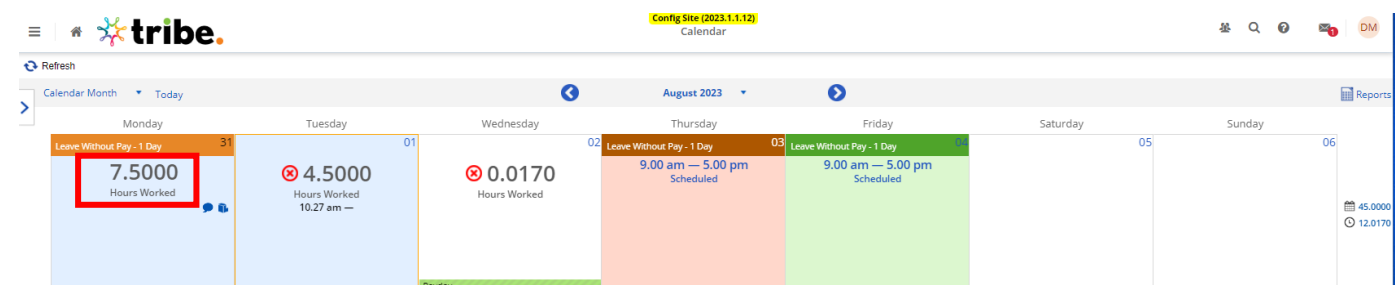 tribe.
Config Site (2023.1.1.12)
Calendar
1
DM
Refresh
Calendar Month
Today
August 2023
Reports
Monday
Tuesday
Wednesday
Thursday
Friday
Saturday
Sunday
Leave Without Pay - 1 Day
31
7.5000
Hours Worked
01
4.5000
Hours Worked
10.27 am —
02
0.0170
Hours Worked
Leave Without Pay - 1 Day
03
9.00 am — 5.00 pm
Scheduled
Leave Without Pay - 1 Day
04
9.00 am — 5.00 pm
Scheduled
05
06
45.0000
12.0170